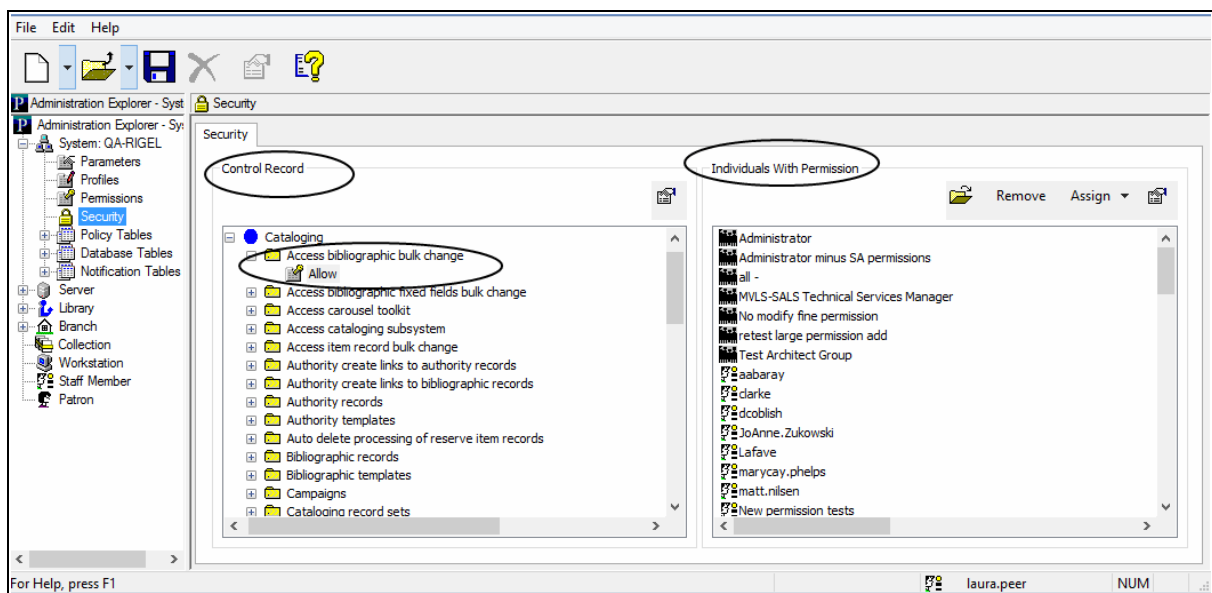 File Edit Help
Administration Explorer - Syst
Security
Administration Explorer - Sy
System: QA-RIGEL
Parameters
Profiles
Permissions
Security
Policy Tables
Database Tables
Notification Tables
Server
Library
Branch
Collection
Workstation
Staff Member
Patron
Security
Control Record
Cataloging
Access bibliographic bulk change
Allow
Access bibliographic fixed fields bulk change
Access carousel toolkit
Access cataloging subsystem
Access item record bulk change
Authority create links to authority records
Authority create links to bibliographic records
Authority records
Authority templates
Auto delete processing of reserve item records
Bibliographic records
Bibliographic templates
Campaigns
Cataloging record sets
Individuals With Permission
Remove Assign
Administrator
Administrator minus SA permissions
all -
MVLS-SALS Technical Services Manager
No modify fine permission
retest large permission add
Test Architect Group
aabaray
clarke
dcoblish
JoAnne.Zukowski
Lafave
marycay.phelps
matt.nilsen
New permission tests
For Help, press F1
laura.peer
NUM